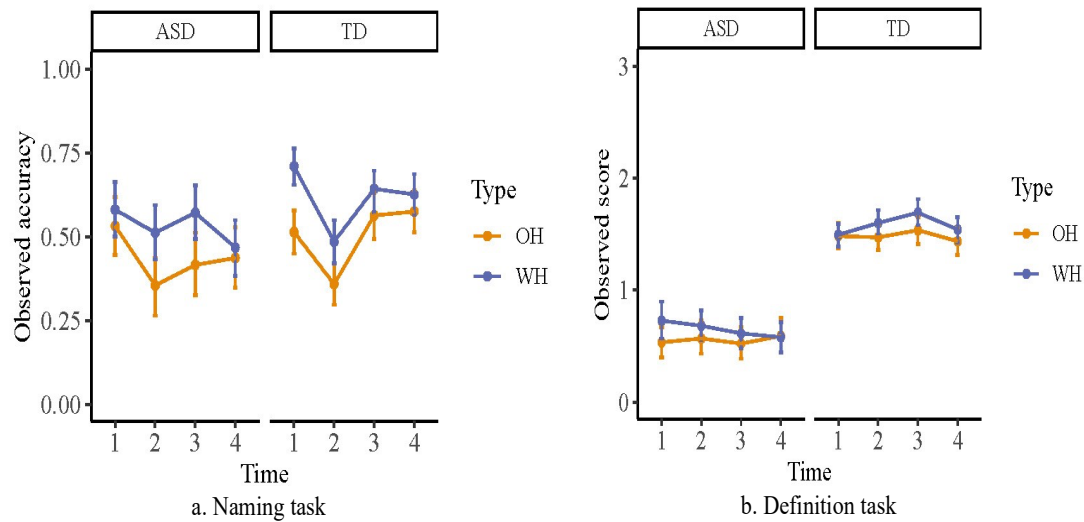 ASD TD
1.00
0.75
0.50
0.25
0.00
Observed accuracy
1 2 3 4 1 2 3 4
Time
Type
OH
WH
a. Naming task
ASD TD
3
2
1
0
Observed score
1 2 3 4 1 2 3 4
Time
Type
OH
WH
b. Definition task